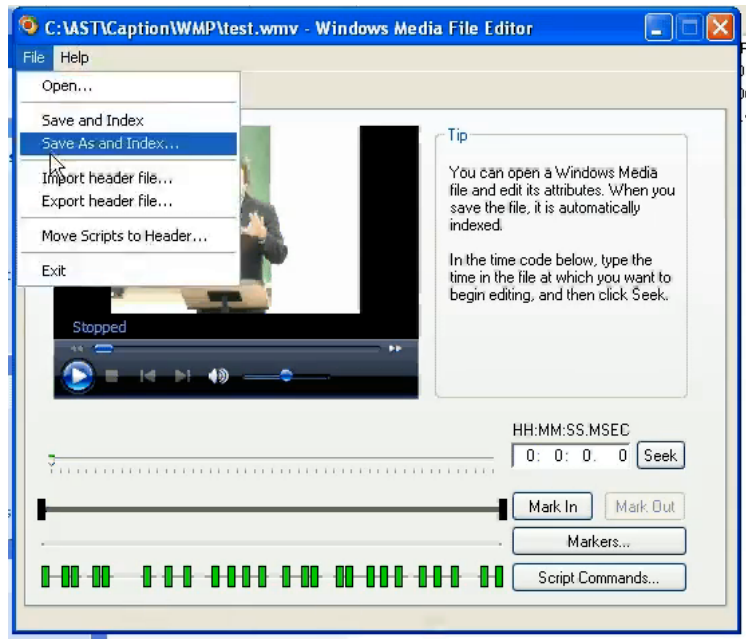 C:\AST\Caption\WMP\test.wmv - Windows Media File Editor
File Help
Open...
Save and Index
Save As and Index...
Import header file...
Export header file...
Move Scripts to Header...
Exit
Tip
You can open a Windows Media
file and edit its attributes. When you
save the file, it is automatically
indexed.
In the time code below, type the
time in the file at which you want to
begin editing, and then click Seek.
Stopped
HH:MM:SS.MSEC
0: 0: 0. 0 Seek
Mark In Mark Out
Markers...
Script Commands...